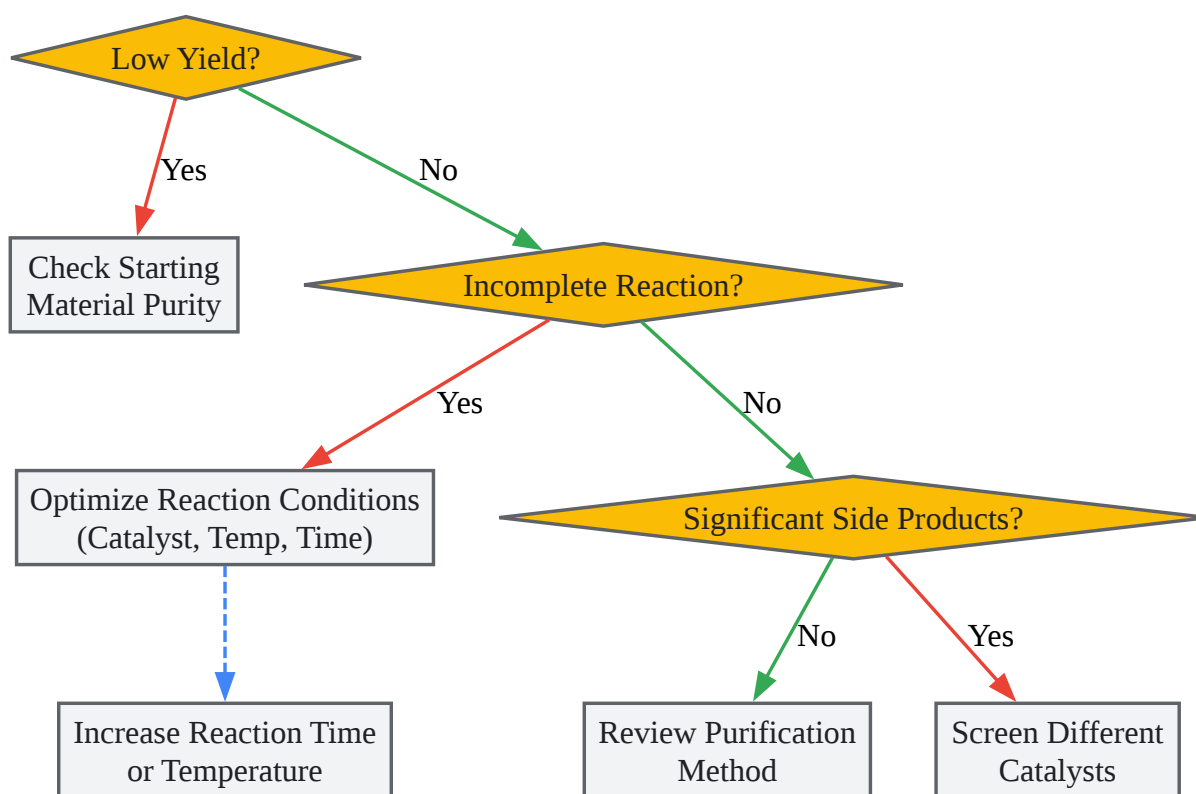 Low Yield?
Yes
No
Check Starting
Material Purity
Incomplete Reaction?
Yes
No
Optimize Reaction Conditions
(Catalyst, Temp, Time)
Significant Side Products?
No
Yes
Increase Reaction Time
or Temperature
Review Purification
Method
Screen Different
Catalysts